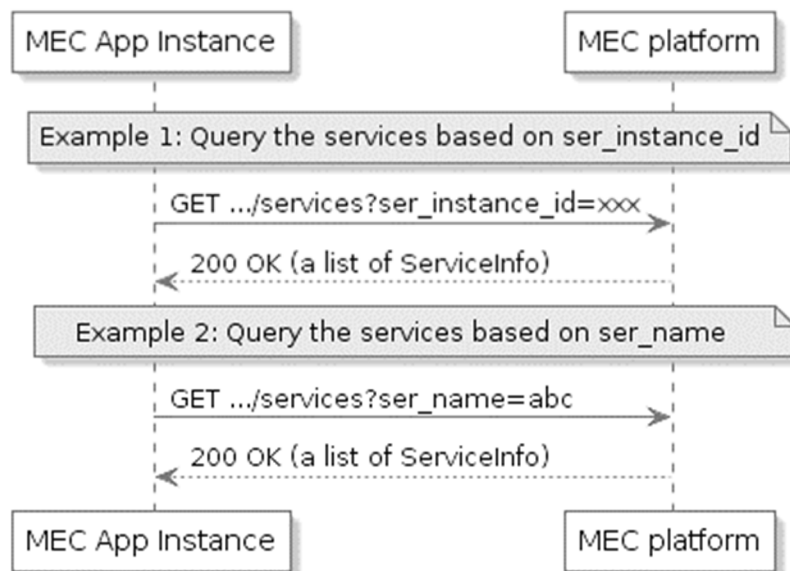 MEC App Instance
MEC platform
Example 1: Query the services based on ser_instance_id
GET .../services?ser_instance_id=xxx
200 OK (a list of ServiceInfo)
Example 2: Query the services based on ser_name
GET .../services?ser_name=abc
200 OK (a list of ServiceInfo)
MEC App Instance
MEC platform